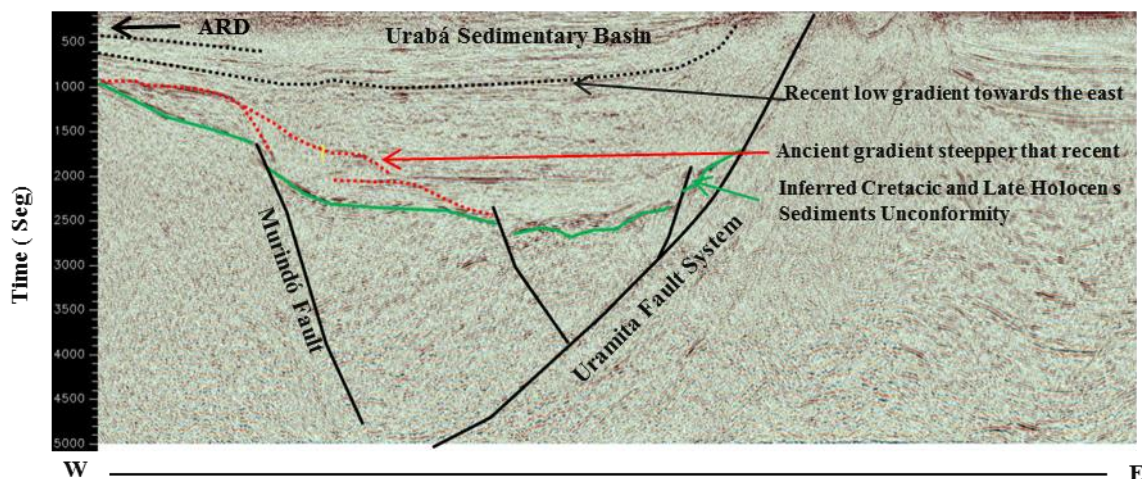 ARD
Urabá Sedimentary Basin
Recent low gradient towards the east
Ancient gradient steepper that recent
Inferred Cretacic and Late Holocen s
Sediments Unconformity
Murindó Fault
Uramita Fault System
Time ( Seg)
500
1000
1500
2000
2500
3000
3500
4000
4500
5000
W
E